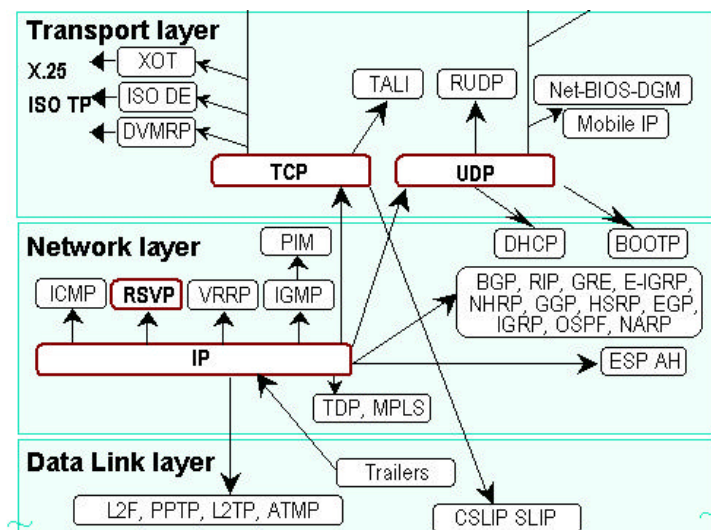 Transport layer
X.25
XOT
ISO TP
ISO DE
DVMRP
TALI
RUDP
Net-BIOS-DGM
Mobile IP
TCP
UDP
Network layer
PIM
DHCP
BOOTP
ICMP
RSVP
VRRP
IGMP
BGP, RIP, GRE, E-IGRP,
NHRP, GGP, HSRP, EGP,
IGRP, OSPF, NARP
IP
ESP AH
TDP, MPLS
Data Link layer
Trailers
L2F, PPTP, L2TP, ATMP
CSLIP SLIP